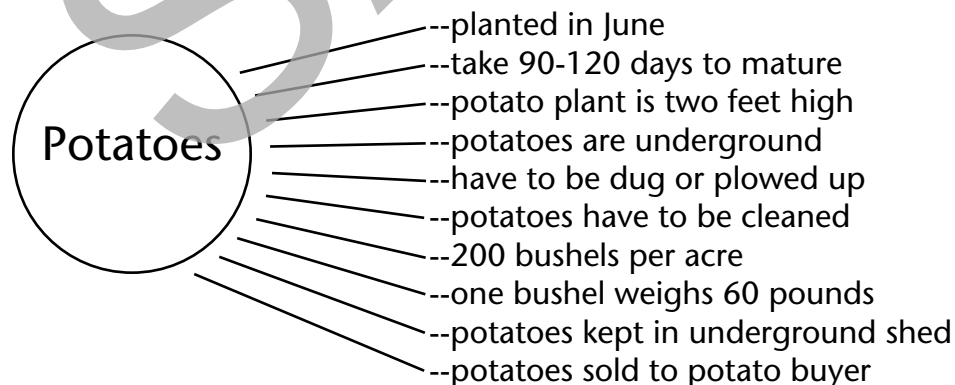 --planted in June
--take 90-120 days to mature
--potato plant is two feet high
Potatoes
--potatoes are underground
--have to be dug or plowed up
--potatoes have to be cleaned
--200 bushels per acre
--one bushel weighs 60 pounds
--potatoes kept in underground shed
--potatoes sold to potato buyer